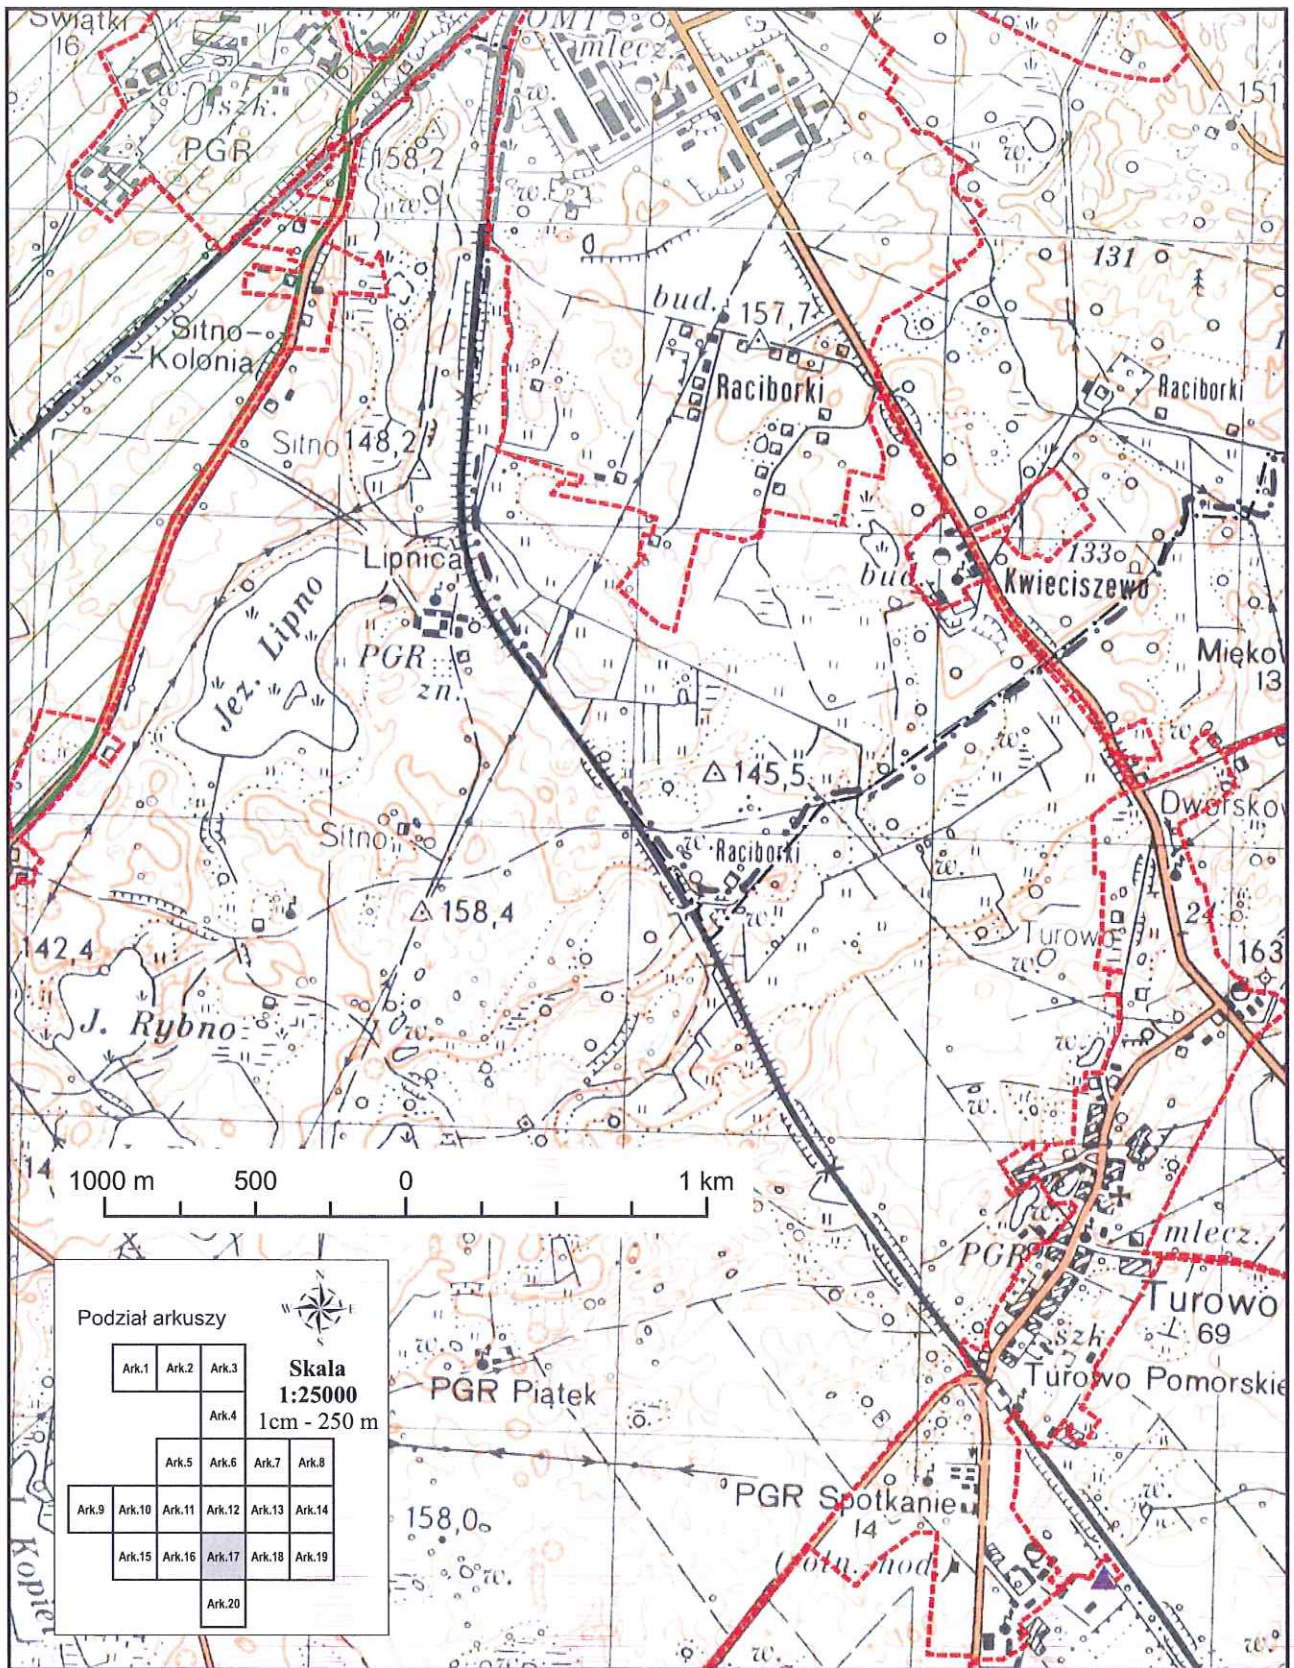 Świątki
16
OMT
mlecz.
w.
szk.
PGR
158,2
w.
w.
w.
151
w.
131
bud.
157,7
Sitno-
Kolonia
Raciborki
Raciborki
Sitno
148,2
133
Lipnica
bud.
Kwieciszewo
Jez. Lipno
PGR
zn.
Mięko
13
w.
w.
145,5
Dworsko
Sitno
w.
Raciborki
w.
158,4
w.
24
Turowo
w.
163
142,4
J. Rybno
w.
w.
w.
14
1000 m 500 0 1 km
w.
PGR
mlecz.
Turowo
69
szk.
Turowo Pomorskie
PGR Piątek
Podział arkuszy
N
W E
S
Skala
1:25000
1cm - 250 m
Ark.1 Ark.2 Ark.3
Ark.4
Ark.5 Ark.6 Ark.7 Ark.8
Ark.9 Ark.10 Ark.11 Ark.12 Ark.13 Ark.14
Ark.15 Ark.16 Ark.17 Ark.18 Ark.19
Ark.20
PGR Spotkanie
14
w.
158,0
w.
w.
w.